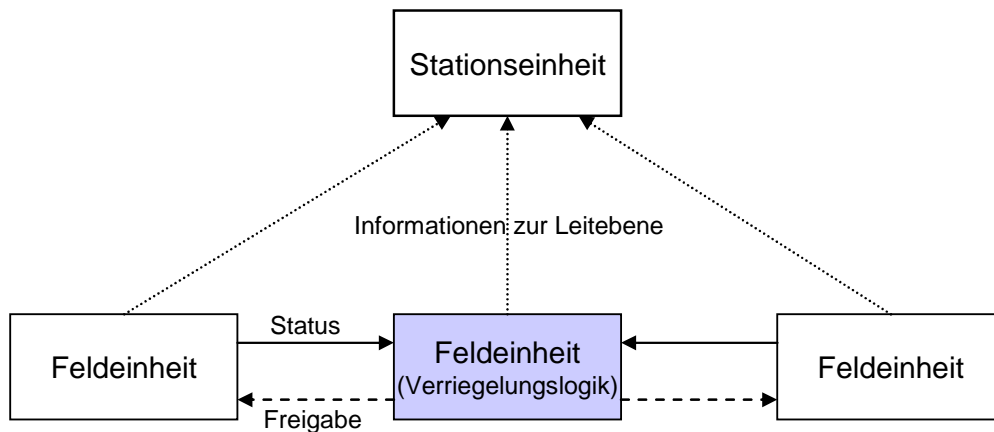 Stationseinheit
Informationen zur Leitebene
Status
Feldeinheit
Feldeinheit
(Verriegelungslogik)
Feldeinheit
Freigabe